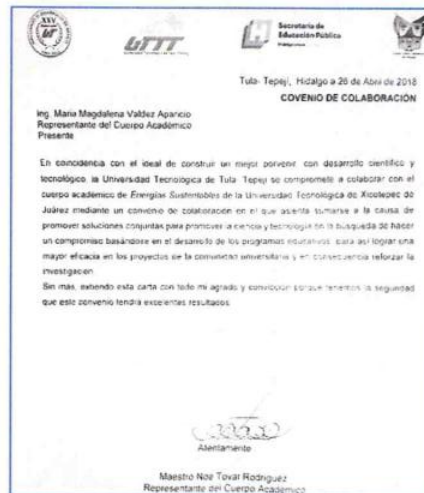 XXV
UT
UTTT
Secretaría de
Educación Pública
Tula- Tepeji, Hidalgo a 26 de Abril de 2018
COVENIO DE COLABORACIÓN
Ing. Maria Magdalena Valdez Aparicio
Representante del Cuerpo Académico
Presente
En coincidencia con el ideal de construir un mejor porvenir, con desarrollo científico y
tecnológico, la Universidad Tecnológica de Tula Tepeji se compromete a colaborar con el
cuerpo académico de Energías Sustentables de la Universidad Tecnológica de Xicotepec de
Juárez mediante un convenio de colaboración en el que asienta sumarse a la causa de
promover soluciones conjuntas para promover la ciencia y tecnología en la búsqueda de hacer
un compromiso basándose en el desarrollo de los programas educativos, para así lograr una
mayor eficacia en los proyectos de la comunidad universitaria y en consecuencia reforzar la
investigación
Sin más, extiendo esta carta con todo mi agrado y convicción porque tenemos la seguridad
que este convenio tendrá excelentes resultados
Atentamente
Maestro Noe Tovar Rodriguez
Representante del Cuerpo Académico